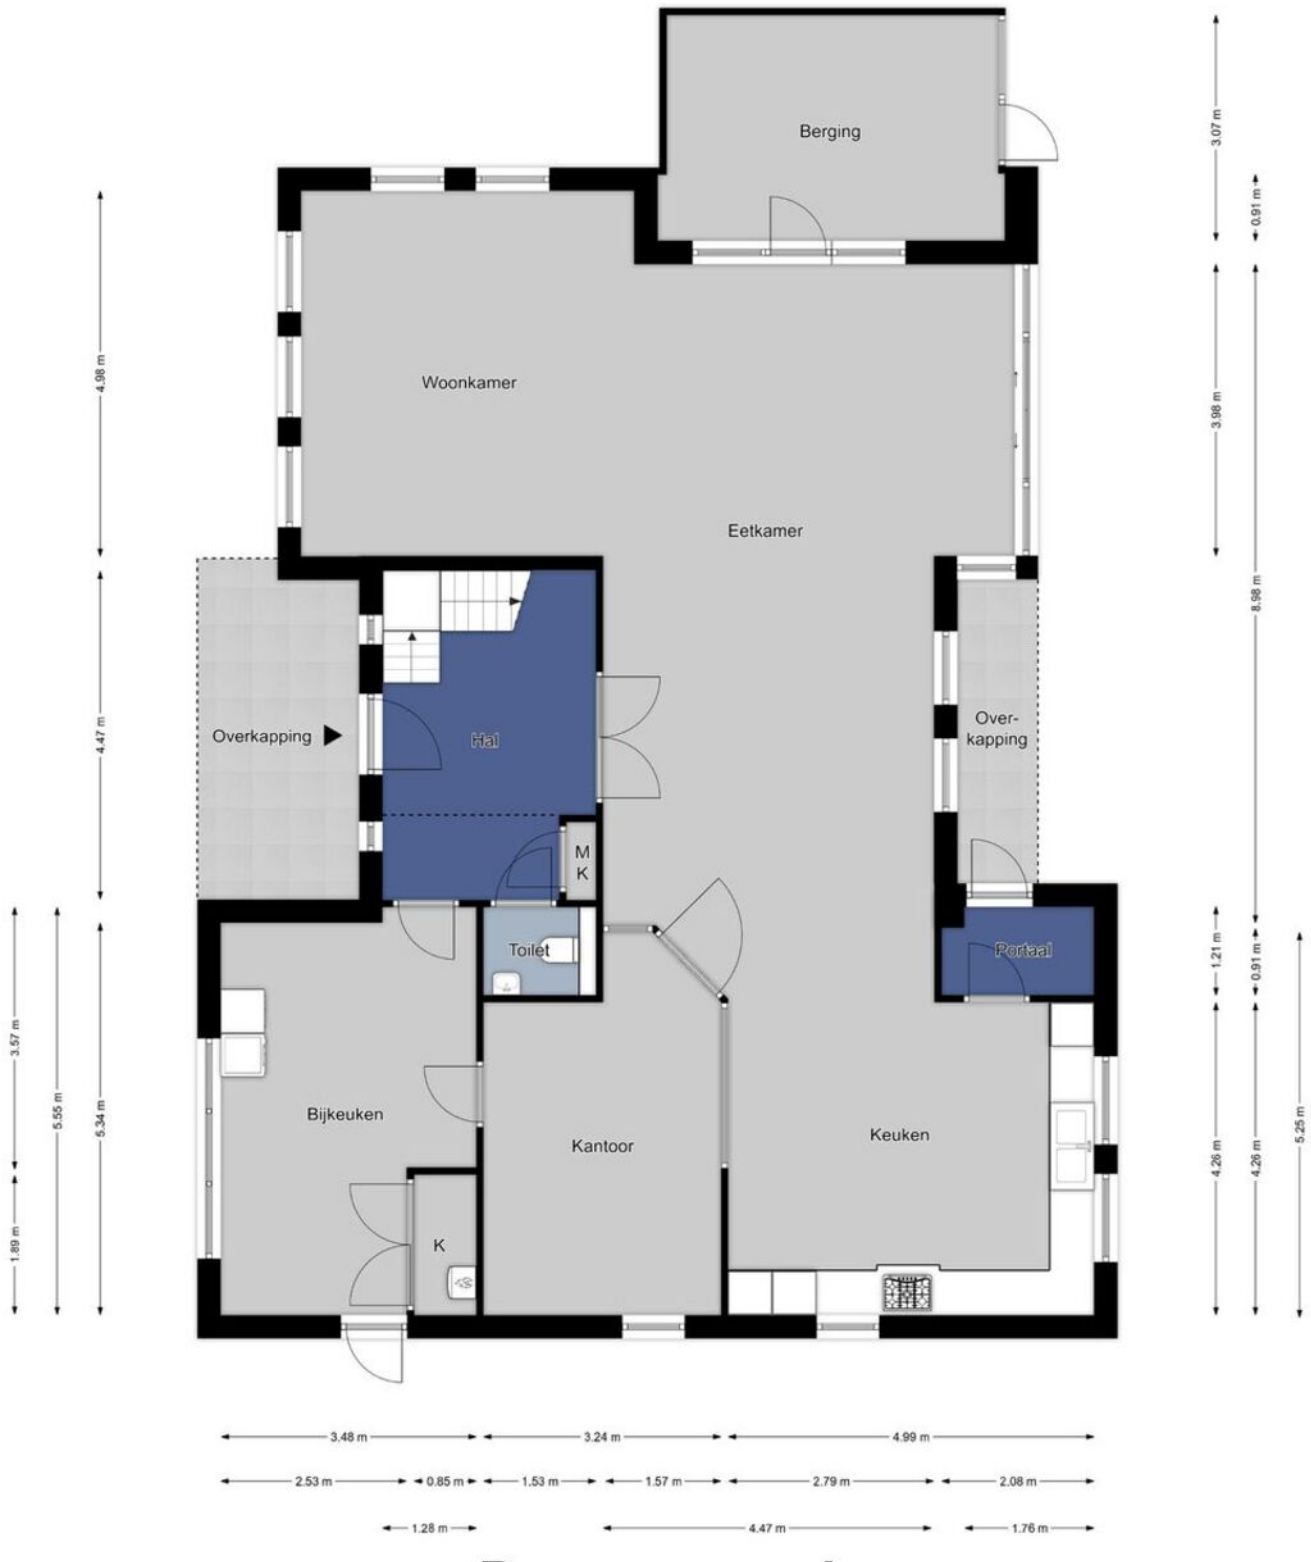 Berging
3.07 m
0.91 m
4.98 m
Woonkamer
3.98 m
Eetkamer
8.98 m
4.47 m
Overkapping
Hal
Over-
kapping
M
K
Toilet
Portaal
1.21 m
0.91 m
3.57 m
5.55 m
5.34 m
Bijkeuken
Kantoor
Keuken
4.26 m
4.26 m
5.25 m
1.89 m
K
3.48 m
3.24 m
4.99 m
2.53 m
0.85 m
1.53 m
1.57 m
2.79 m
2.08 m
1.28 m
4.47 m
1.76 m